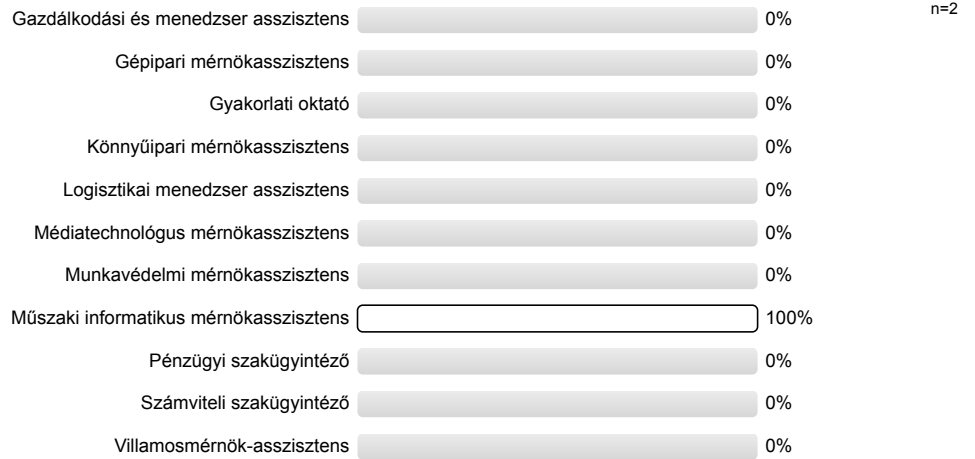 Gazdálkodási és menedzser asszisztens 0% n=2
Gépipari mérnökasszisztens 0%
Gyakorlati oktató 0%
Könnyűipari mérnökasszisztens 0%
Logisztikai menedzser asszisztens 0%
Médiatechnológus mérnökasszisztens 0%
Munkavédelmi mérnökasszisztens 0%
Műszaki informatikus mérnökasszisztens 100%
Pénzügyi szakügyintéző 0%
Számviteli szakügyintéző 0%
Villamosmérnök-asszisztens 0%